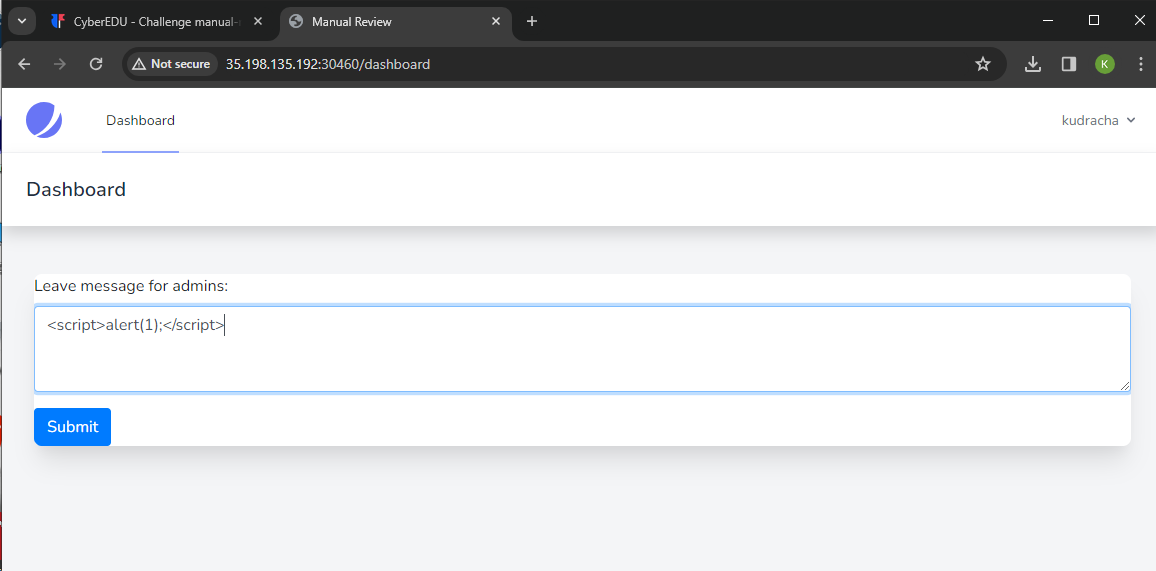 CyberEDU - Challenge manual-
Manual Review
Not secure 35.198.135.192:30460/dashboard
K
Dashboard
kudracha
Dashboard
Leave message for admins:
<script>alert(1);</script>
Submit